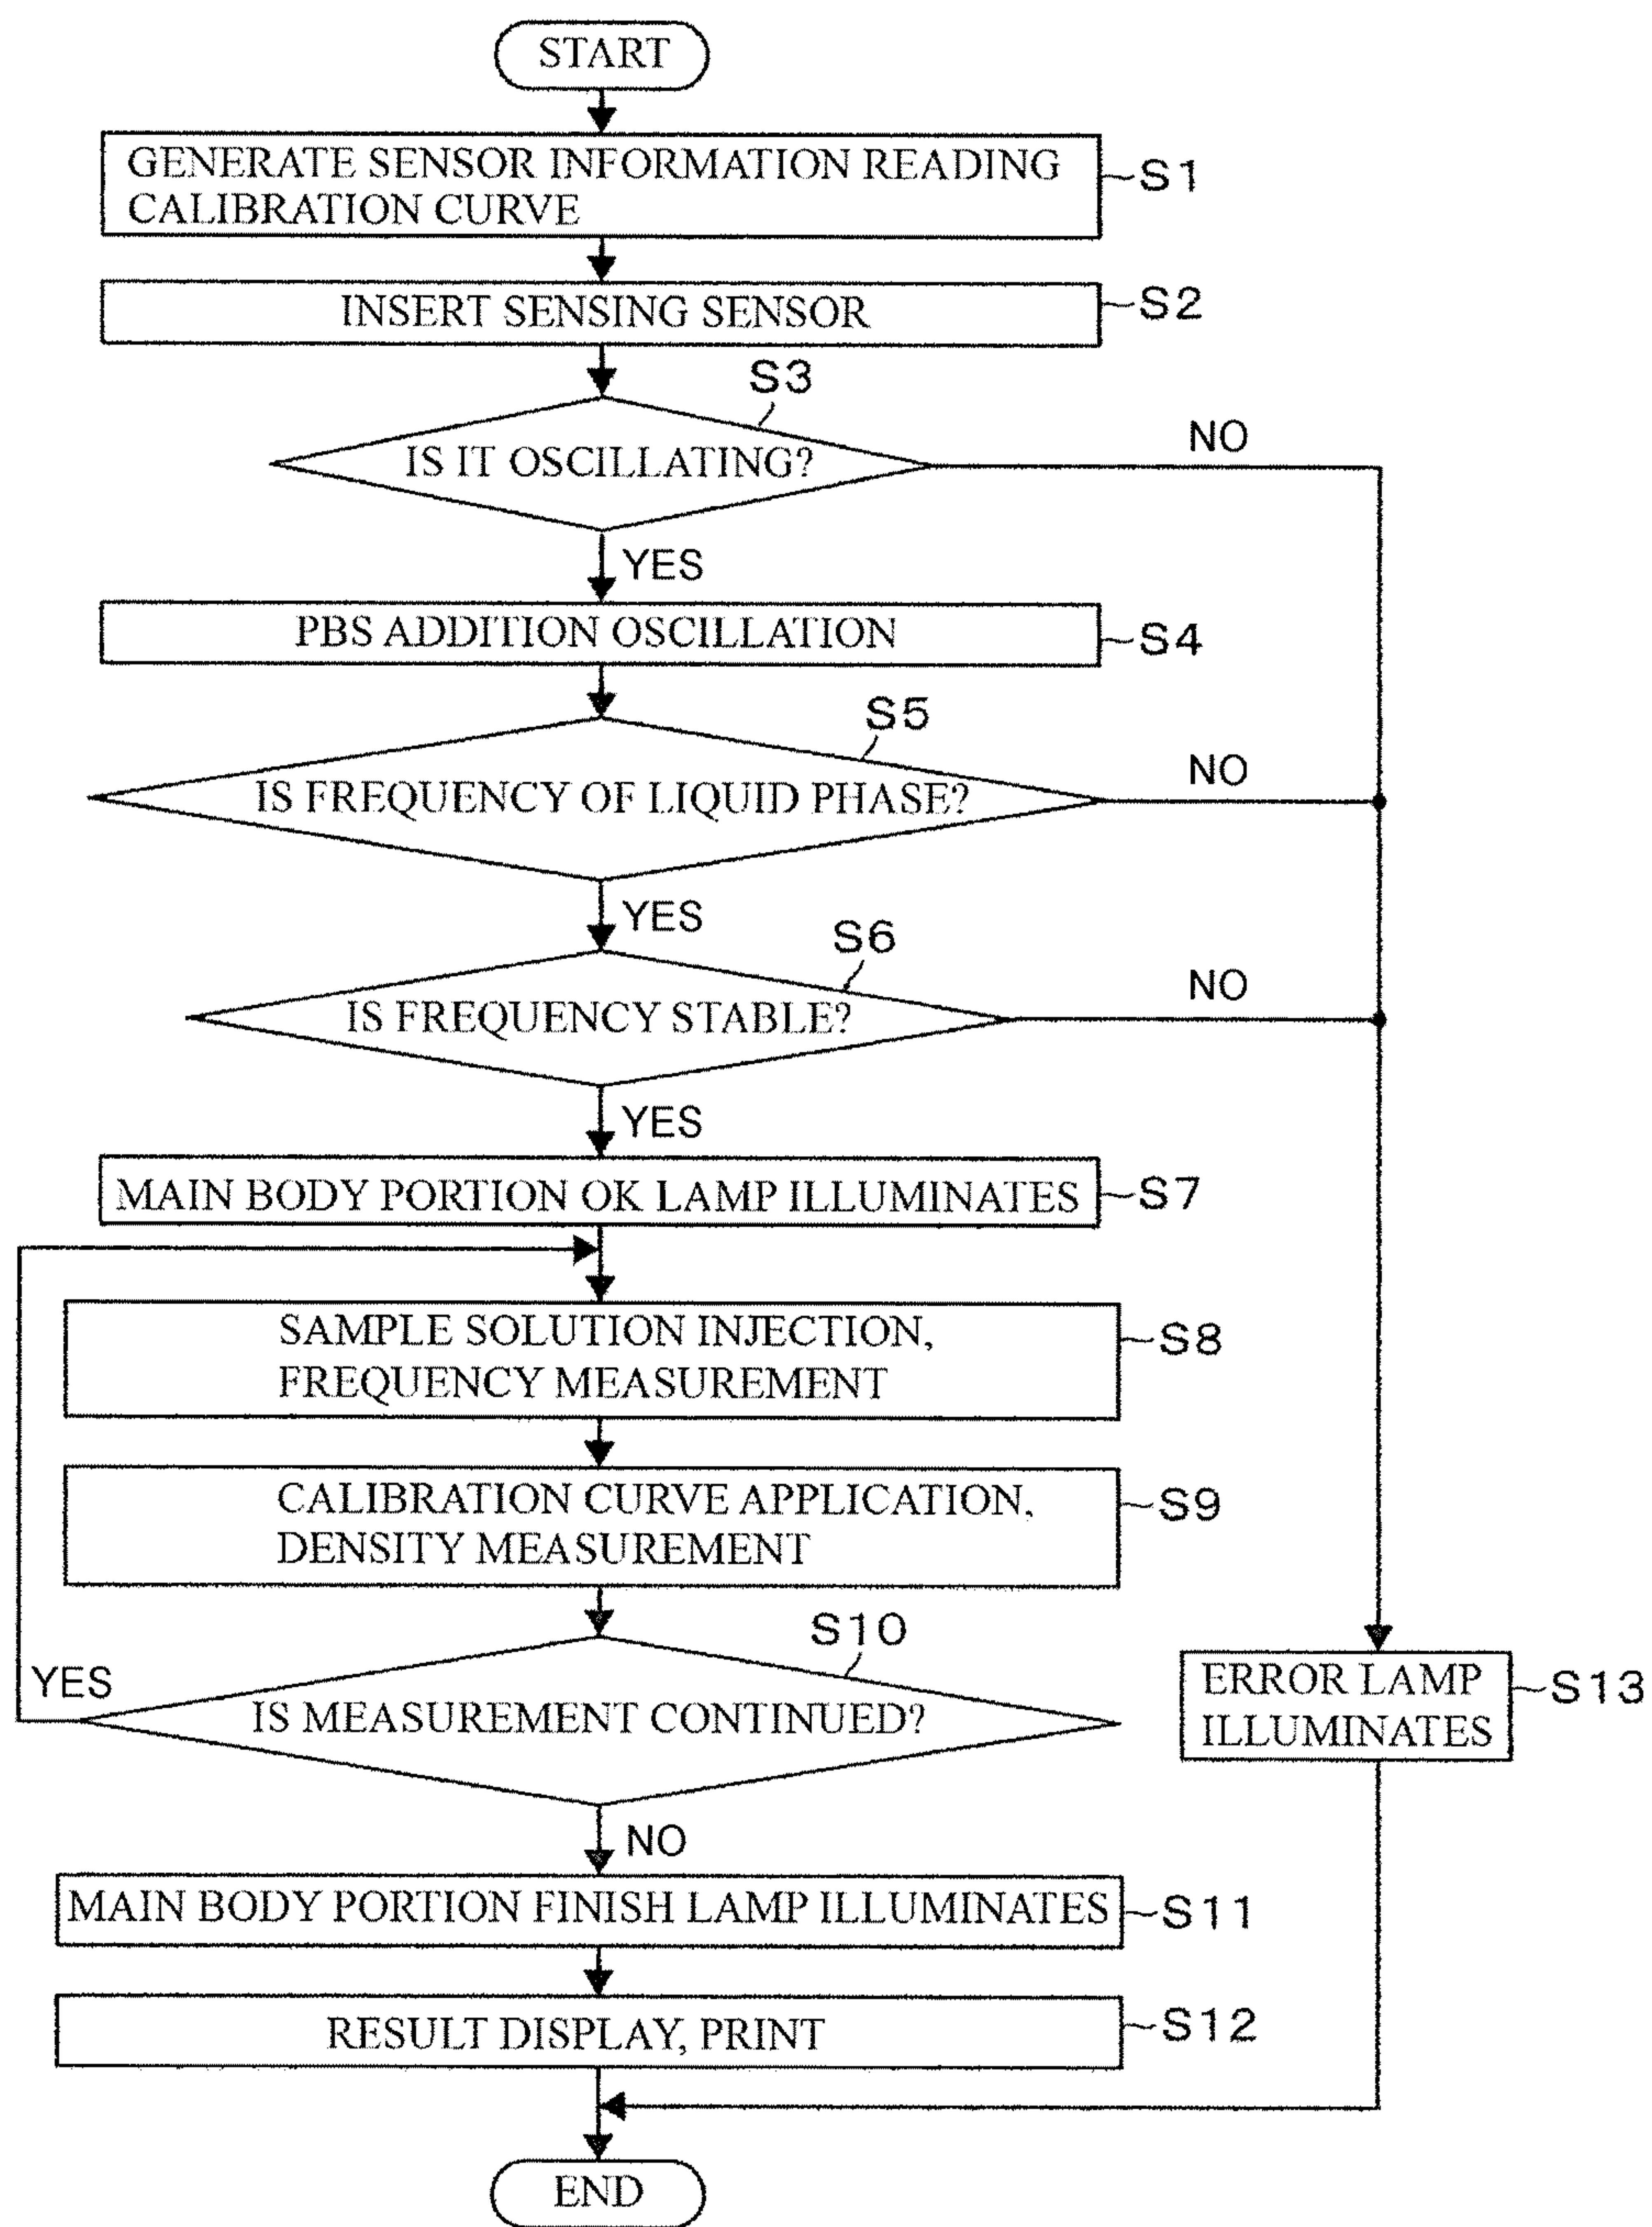 START
GENERATE SENSOR INFORMATION READING
CALIBRATION CURVE
S1
INSERT SENSING SENSOR
S2
S3
IS IT OSCILLATING?
NO
YES
PBS ADDITION OSCILLATION
S4
S5
IS FREQUENCY OF LIQUID PHASE?
NO
YES
S6
IS FREQUENCY STABLE?
NO
YES
MAIN BODY PORTION OK LAMP ILLUMINATES
S7
SAMPLE SOLUTION INJECTION,
FREQUENCY MEASUREMENT
S8
CALIBRATION CURVE APPLICATION,
DENSITY MEASUREMENT
S9
S10
YES
IS MEASUREMENT CONTINUED?
ERROR LAMP
ILLUMINATES
S13
NO
MAIN BODY PORTION FINISH LAMP ILLUMINATES
S11
RESULT DISPLAY, PRINT
S12
END